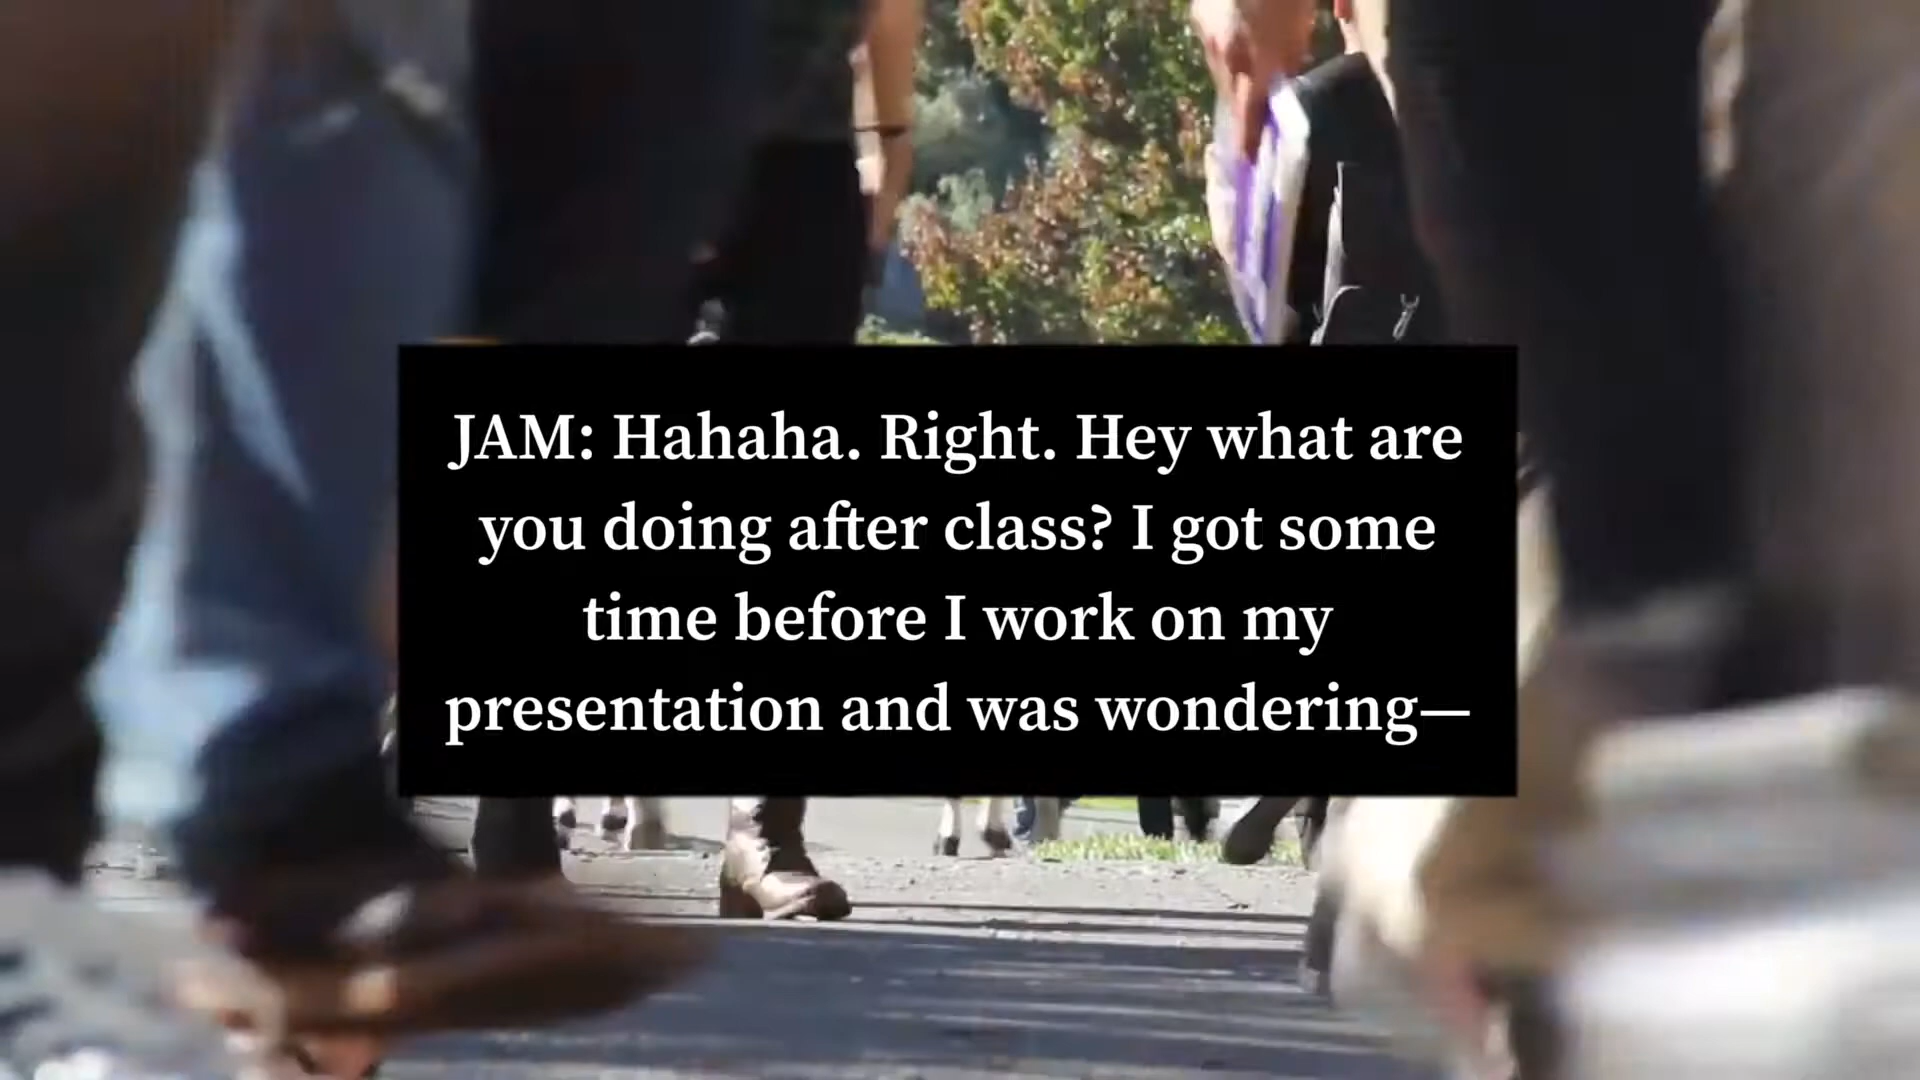 JAM: Hahaha. Right. Hey what are
you doing after class? I got some
time before I work on my
presentation and was wondering—